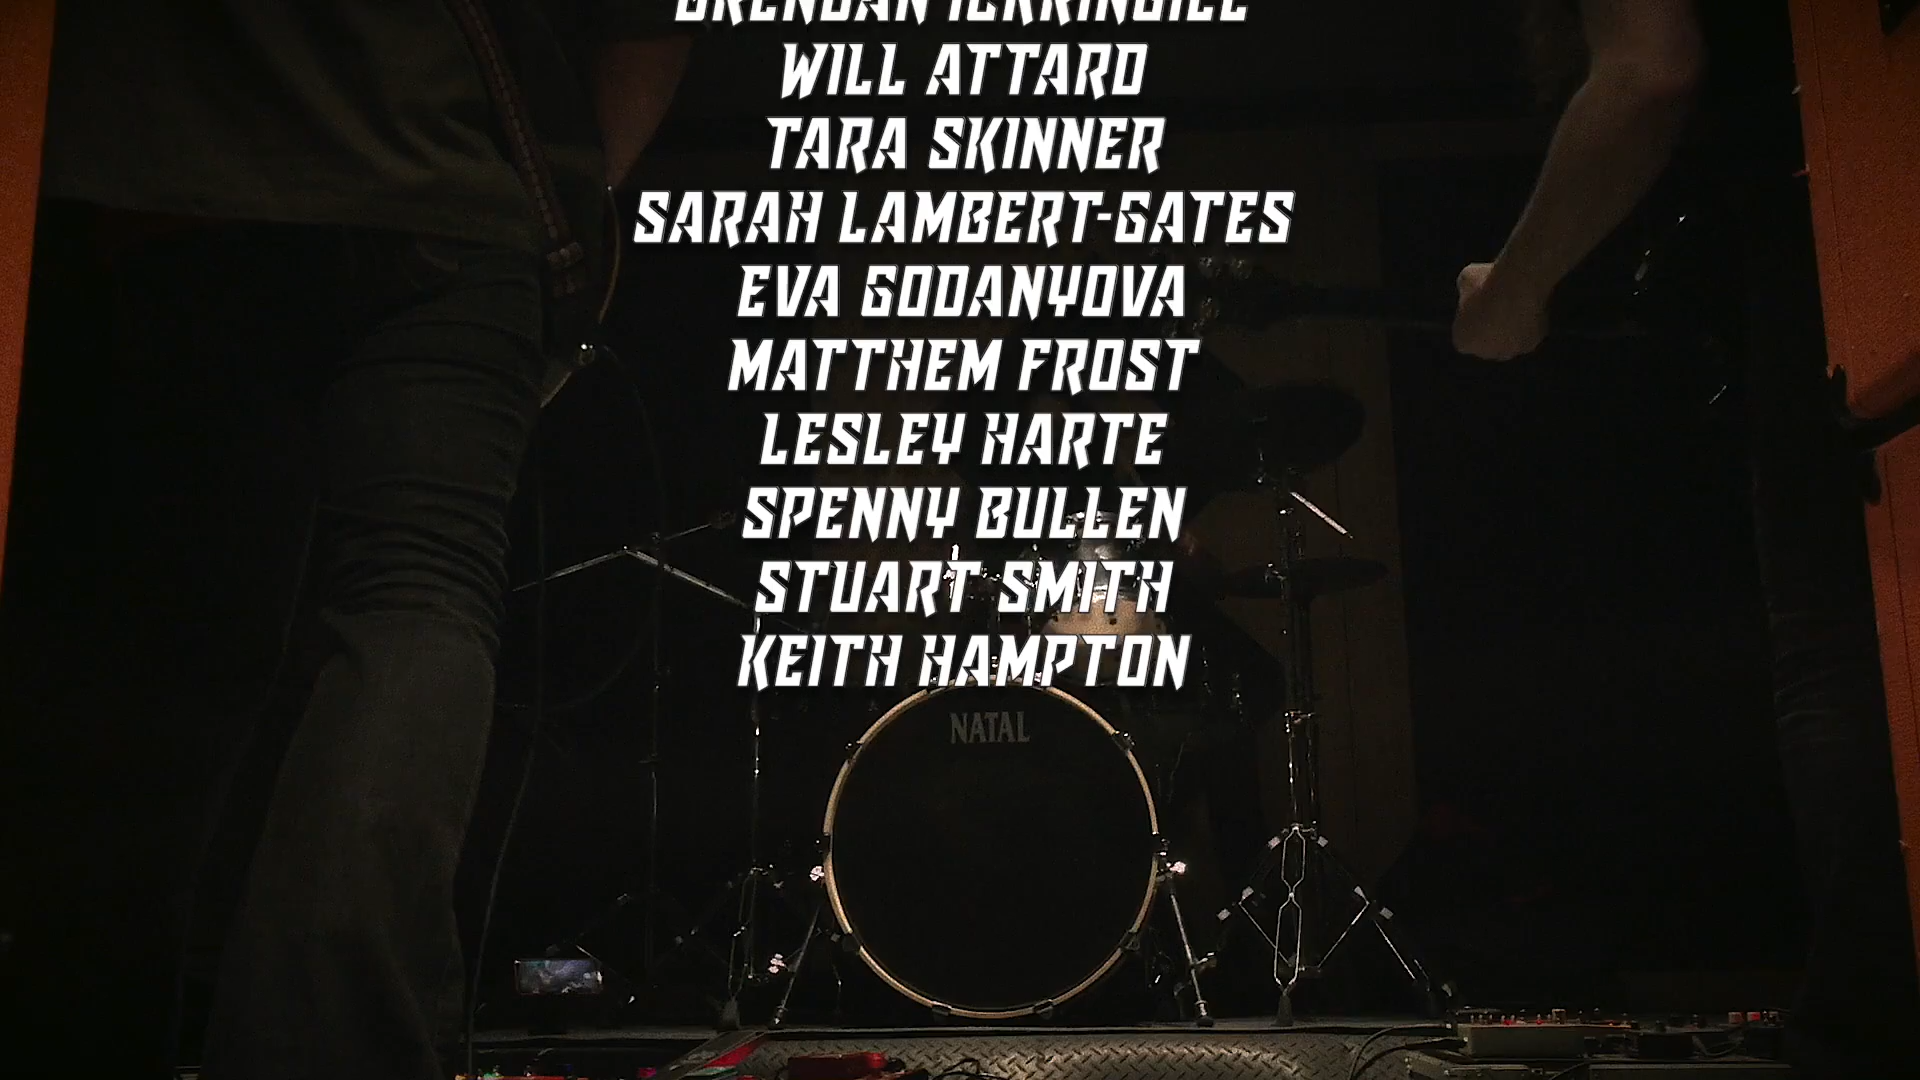 WILL ATTARD
TARA SKINNER
SARAH LAMBERT-GATES
EVA GODANYOVA
MATTHEM FROST
LESLEY HARTE
SPENNY BULLEN
STUART SMITH
KEITH HAMPTON
NATAL